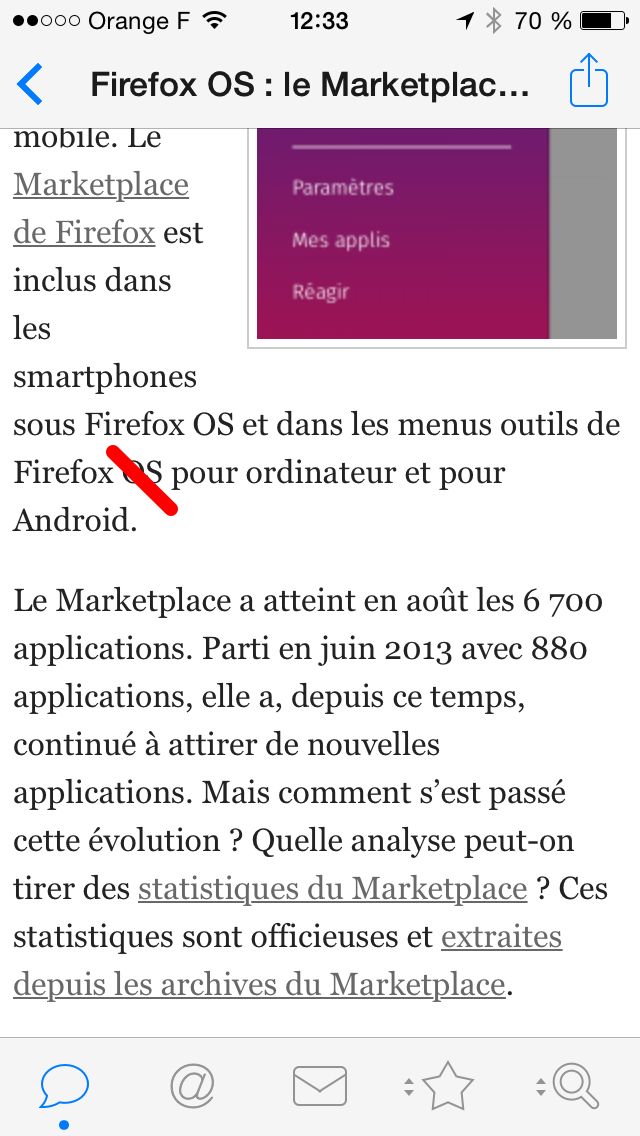 Orange F 12:33 70 %
Firefox OS : le Marketplac...
mobile. Le
Marketplace
de Firefox est
inclus dans
les
smartphones
Paramètres
Mes applis
Réagir
sous Firefox OS et dans les menus outils de
Firefox OS pour ordinateur et pour
Android.
Le Marketplace a atteint en août les 6 700
applications. Parti en juin 2013 avec 880
applications, elle a, depuis ce temps,
continué à attirer de nouvelles
applications. Mais comment s’est passé
cette évolution ? Quelle analyse peut-on
tirer des statistiques du Marketplace ? Ces
statistiques sont officieuses et extraites
depuis les archives du Marketplace.